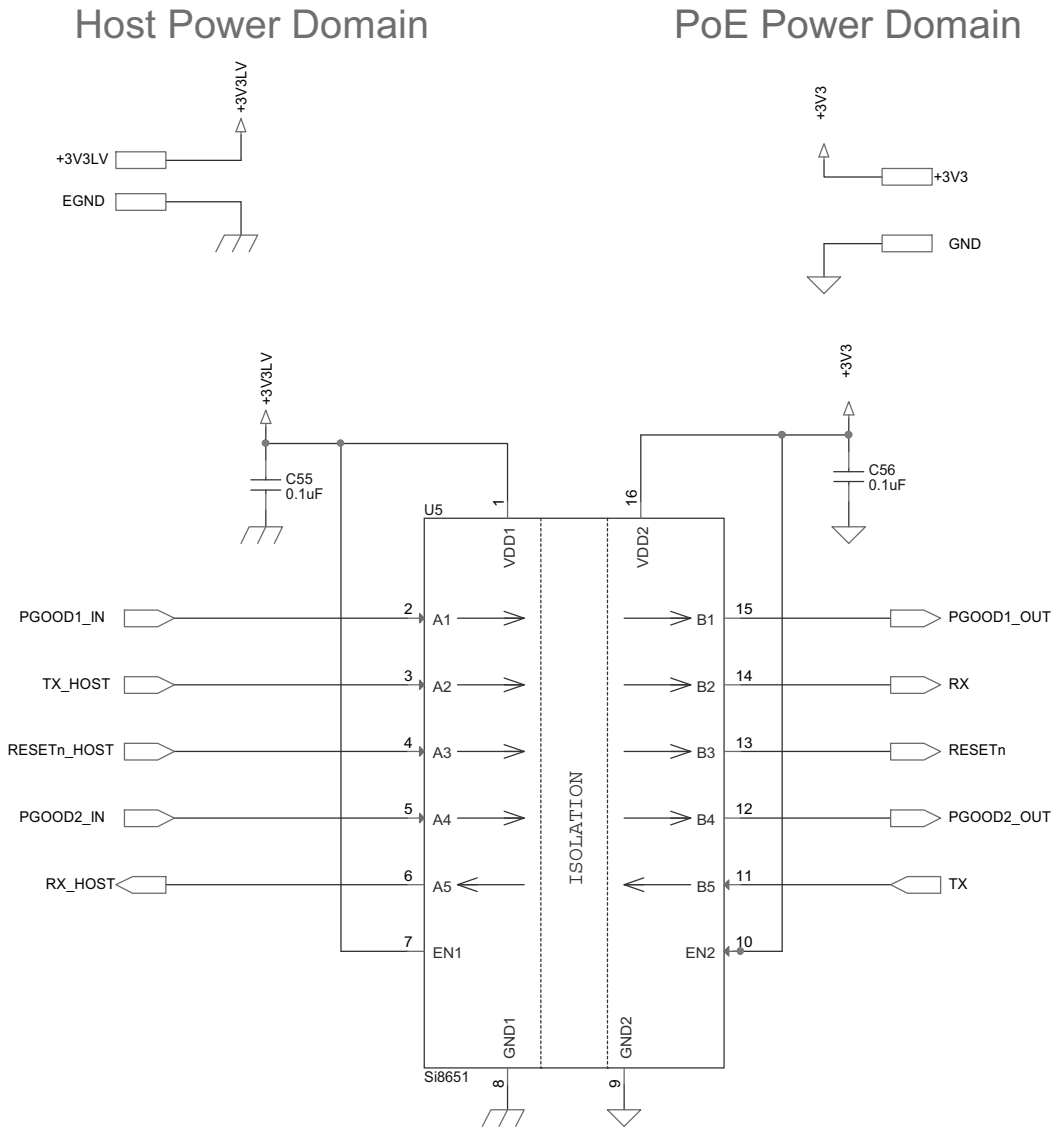 Host Power Domain
PoE Power Domain
+3V3LV
+3V3LV
EGND
+3V3
+3V3
GND
+3V3LV
C55
0.1uF
+3V3
C56
0.1uF
U5
1
VDD1
16
VDD2
PGOOD1_IN
2
A1
B1
15
PGOOD1_OUT
TX_HOST
3
A2
B2
14
RX
RESETn_HOST
4
A3
B3
13
RESETn
PGOOD2_IN
5
A4
B4
12
PGOOD2_OUT
RX_HOST
6
A5
B5
11
TX
7
EN1
EN2
10
ISOLATION
GND1
8
GND2
9
Si8651